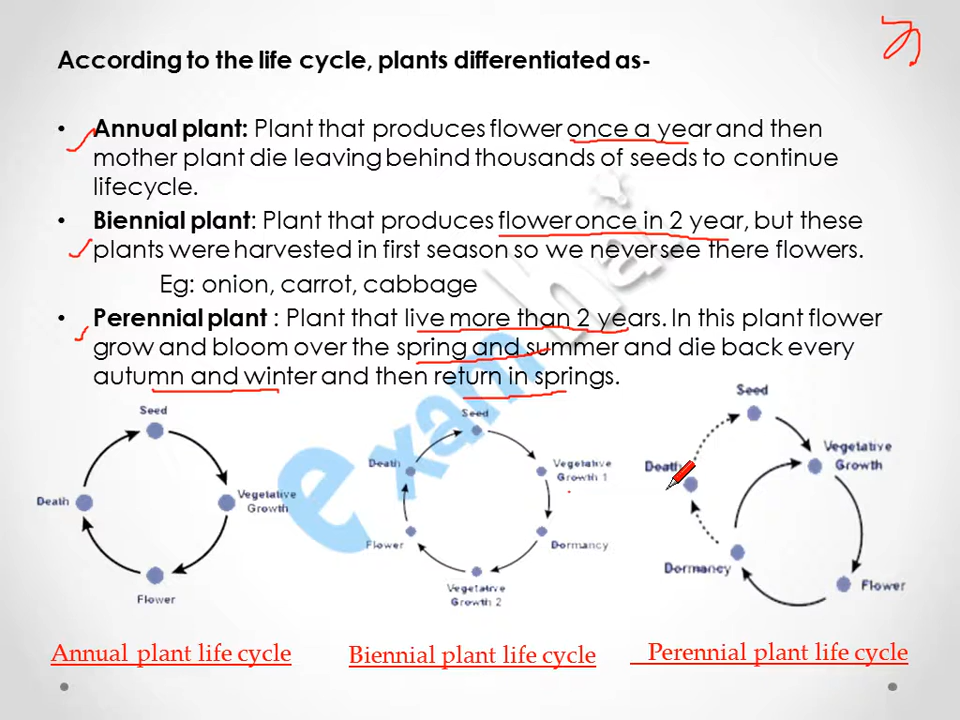 According to the life cycle, plants differentiated as-
• Annual plant: Plant that produces flower once a year and then
mother plant die leaving behind thousands of seeds to continue
lifecycle.
• Biennial plant: Plant that produces flower once in 2 year, but these
plants were harvested in first season so we never see there flowers.
Eg: onion, carrot, cabbage
• Perennial plant : Plant that live more than 2 years. In this plant flower
grow and bloom over the spring and summer and die back every
autumn and winter and then return in springs.
exam hai
Seed
Vegetative
Growth
Flower
Death
Seed
Vegetative
Growth 1
Dormancy
Vegetative
Growth 2
Flower
Death
Seed
Vegetative
Growth
Flower
Dormancy
Death
Annual plant life cycle
Biennial plant life cycle
Perennial plant life cycle